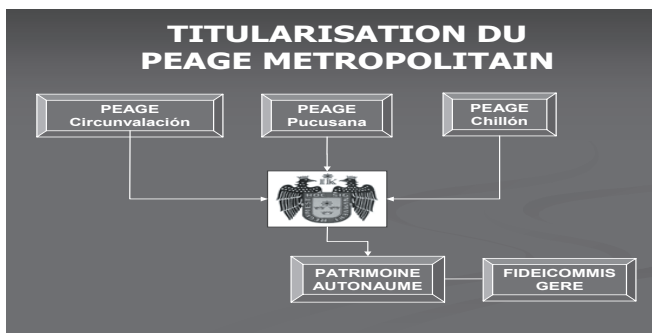 TITULARISATION DU
PEAGE METROPOLITAIN
PEAGE
Circunvalación
PEAGE
Pucusana
PEAGE
Chillón
PATRIMOINE
AUTONAUME
FIDEICOMMIS
GERE